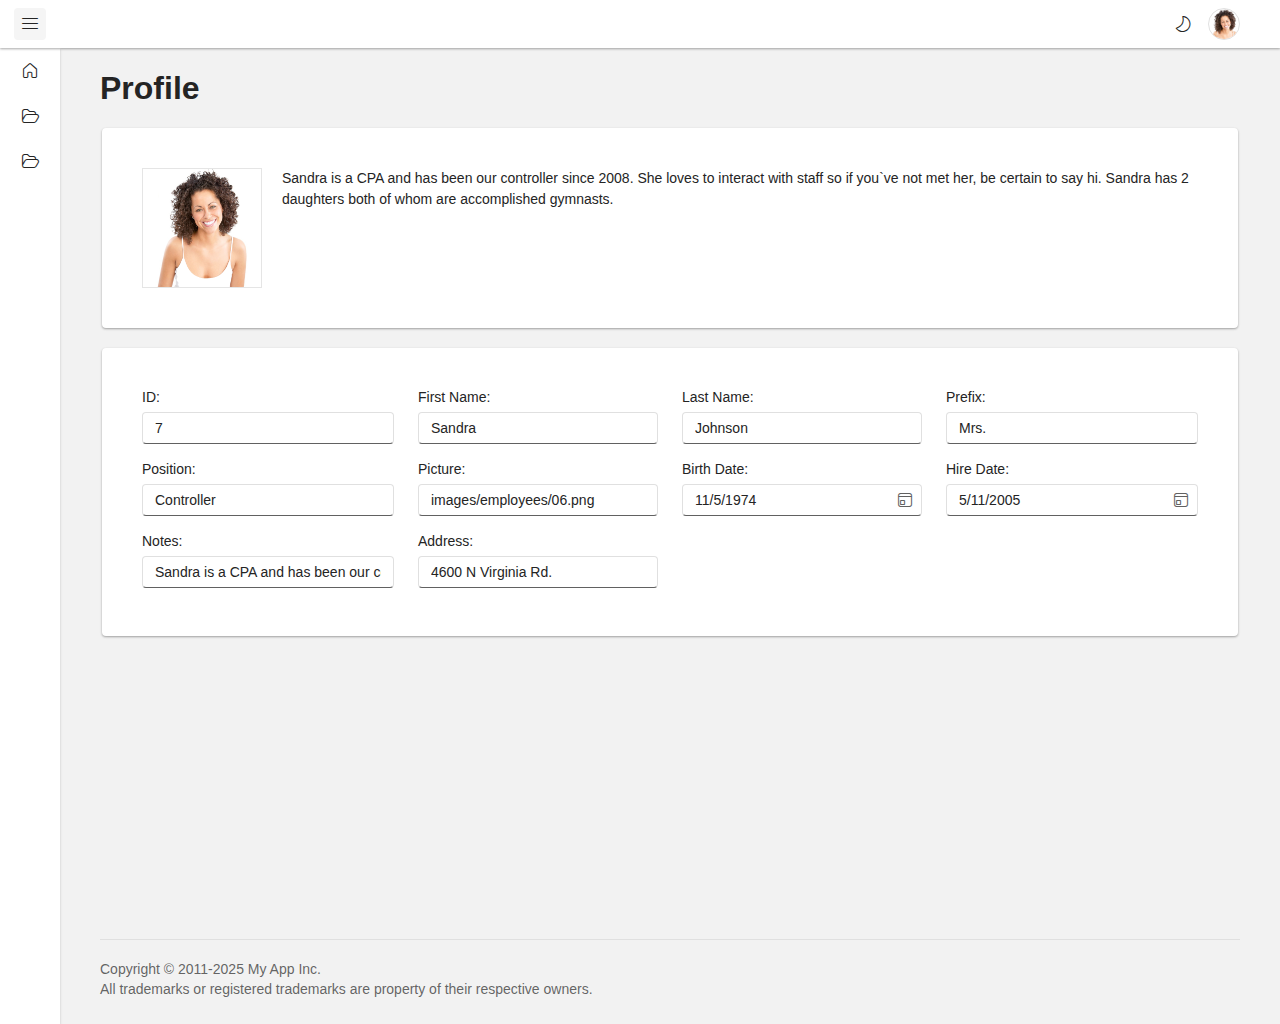 Profile
Sandra is a CPA and has been our controller since 2008. She loves to interact with staff so if you`ve not met her, be certain to say hi. Sandra has 2
daughters both of whom are accomplished gymnasts.
ID:
First Name:
Last Name:
Prefix:
7
Sandra
Johnson
Mrs.
Position:
Picture:
Birth Date:
Hire Date:
Controller
images/employees/06.png
11/5/1974
5/11/2005
Notes:
Address:
Sandra is a CPA and has been our c
4600 N Virginia Rd.
Copyright © 2011-2025 My App Inc.
All trademarks or registered trademarks are property of their respective owners.